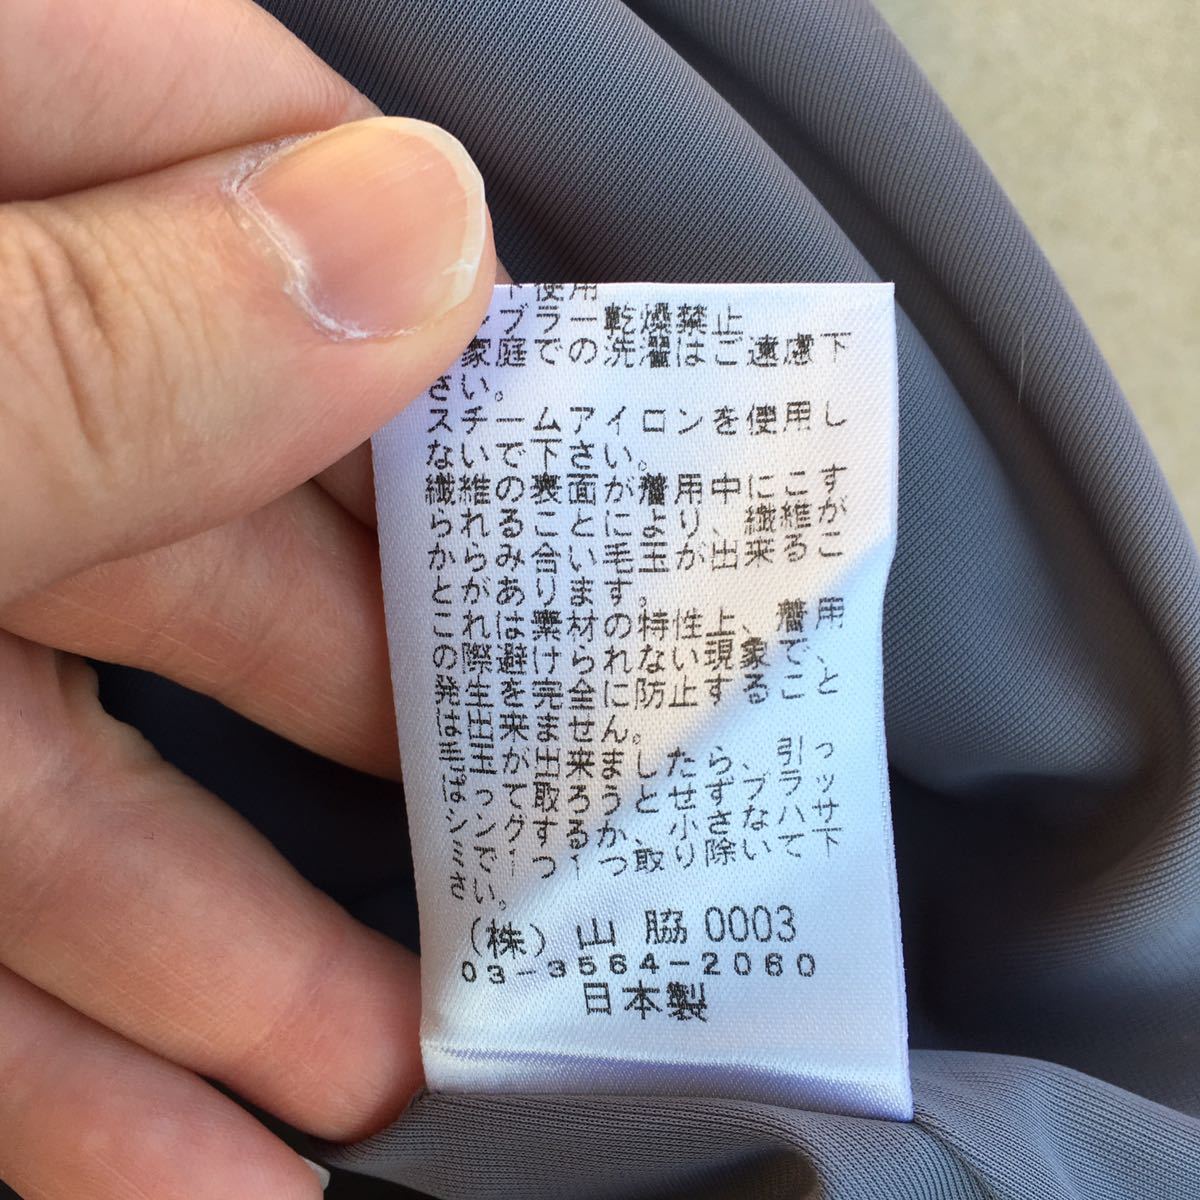 使用
ブラー乾燥禁止
家庭での洗濯はご遠慮下
さい。
スチームアイロンを使用し
ないで下さい。
繊維の裏面が着用中にこす
られることにより、繊維が
からみ合い毛玉が出来るこ
とがあります。
これは素材の特性上、着用
の際避けられない現象で、
発生を完全に防止すること
は出来ません。
毛玉が出来ましたら、引っ
ぱって取ろうとせずブラッ
シングするか、小さなハサ
ミで1つ1つ取り除いて下
さい。
(株)山脇0003
03-3564-2060
日本製